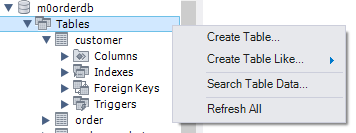 m0orderdb
Tables
customer
Columns
Indexes
Foreign Keys
Triggers
order
Create Table...
Create Table Like...
Search Table Data...
Refresh All